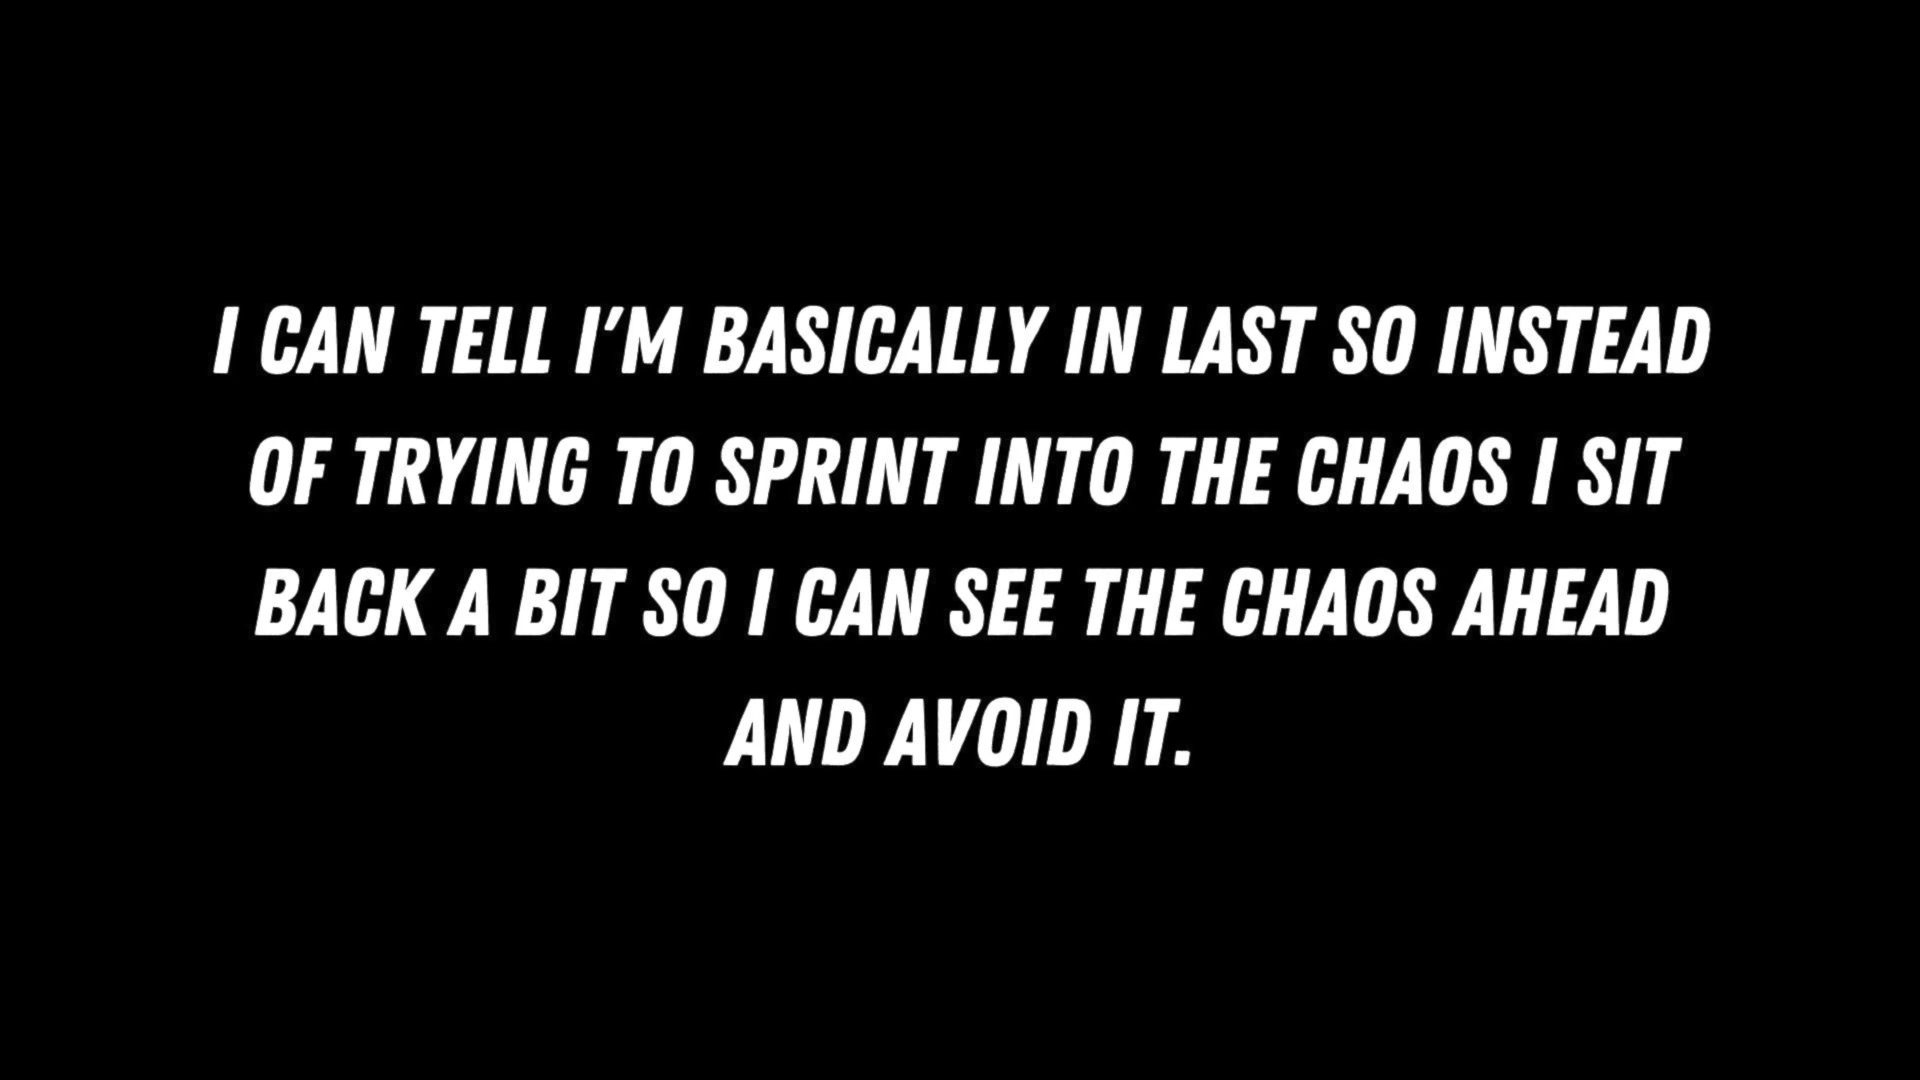 I CAN TELL I'M BASICALLY IN LAST SO INSTEAD
OF TRYING TO SPRINT INTO THE CHAOS I SIT
BACK A BIT SO I CAN SEE THE CHAOS AHEAD
AND AVOID IT.